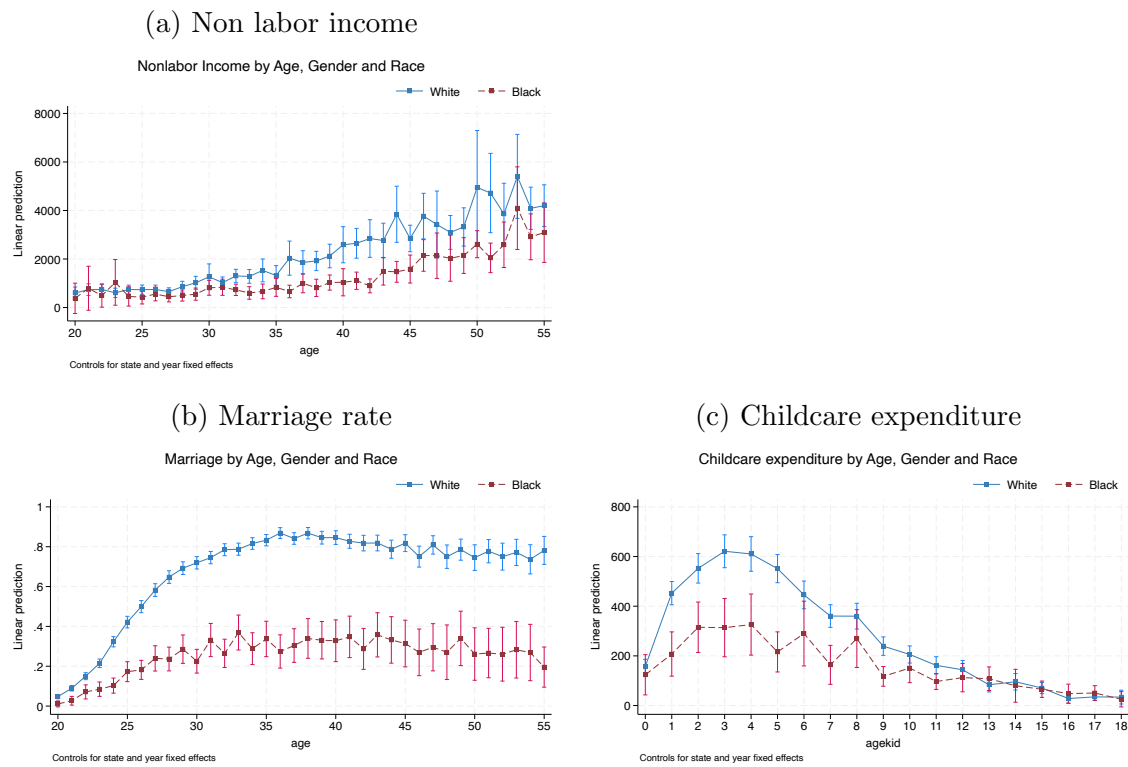 (a) Non labor income
Nonlabor Income by Age, Gender and Race
White Black
8000
6000
4000
2000
0
Linear prediction
20 25 30 35 40 45 50 55
age
Controls for state and year fixed effects
(b) Marriage rate
Marriage by Age, Gender and Race
White Black
1
.8
.6
.4
.2
0
Linear prediction
20 25 30 35 40 45 50 55
age
Controls for state and year fixed effects
(c) Childcare expenditure
Childcare expenditure by Age, Gender and Race
White Black
800
600
400
200
0
Linear prediction
0 1 2 3 4 5 6 7 8 9 10 11 12 13 14 15 16 17 18
agekid
Controls for state and year fixed effects